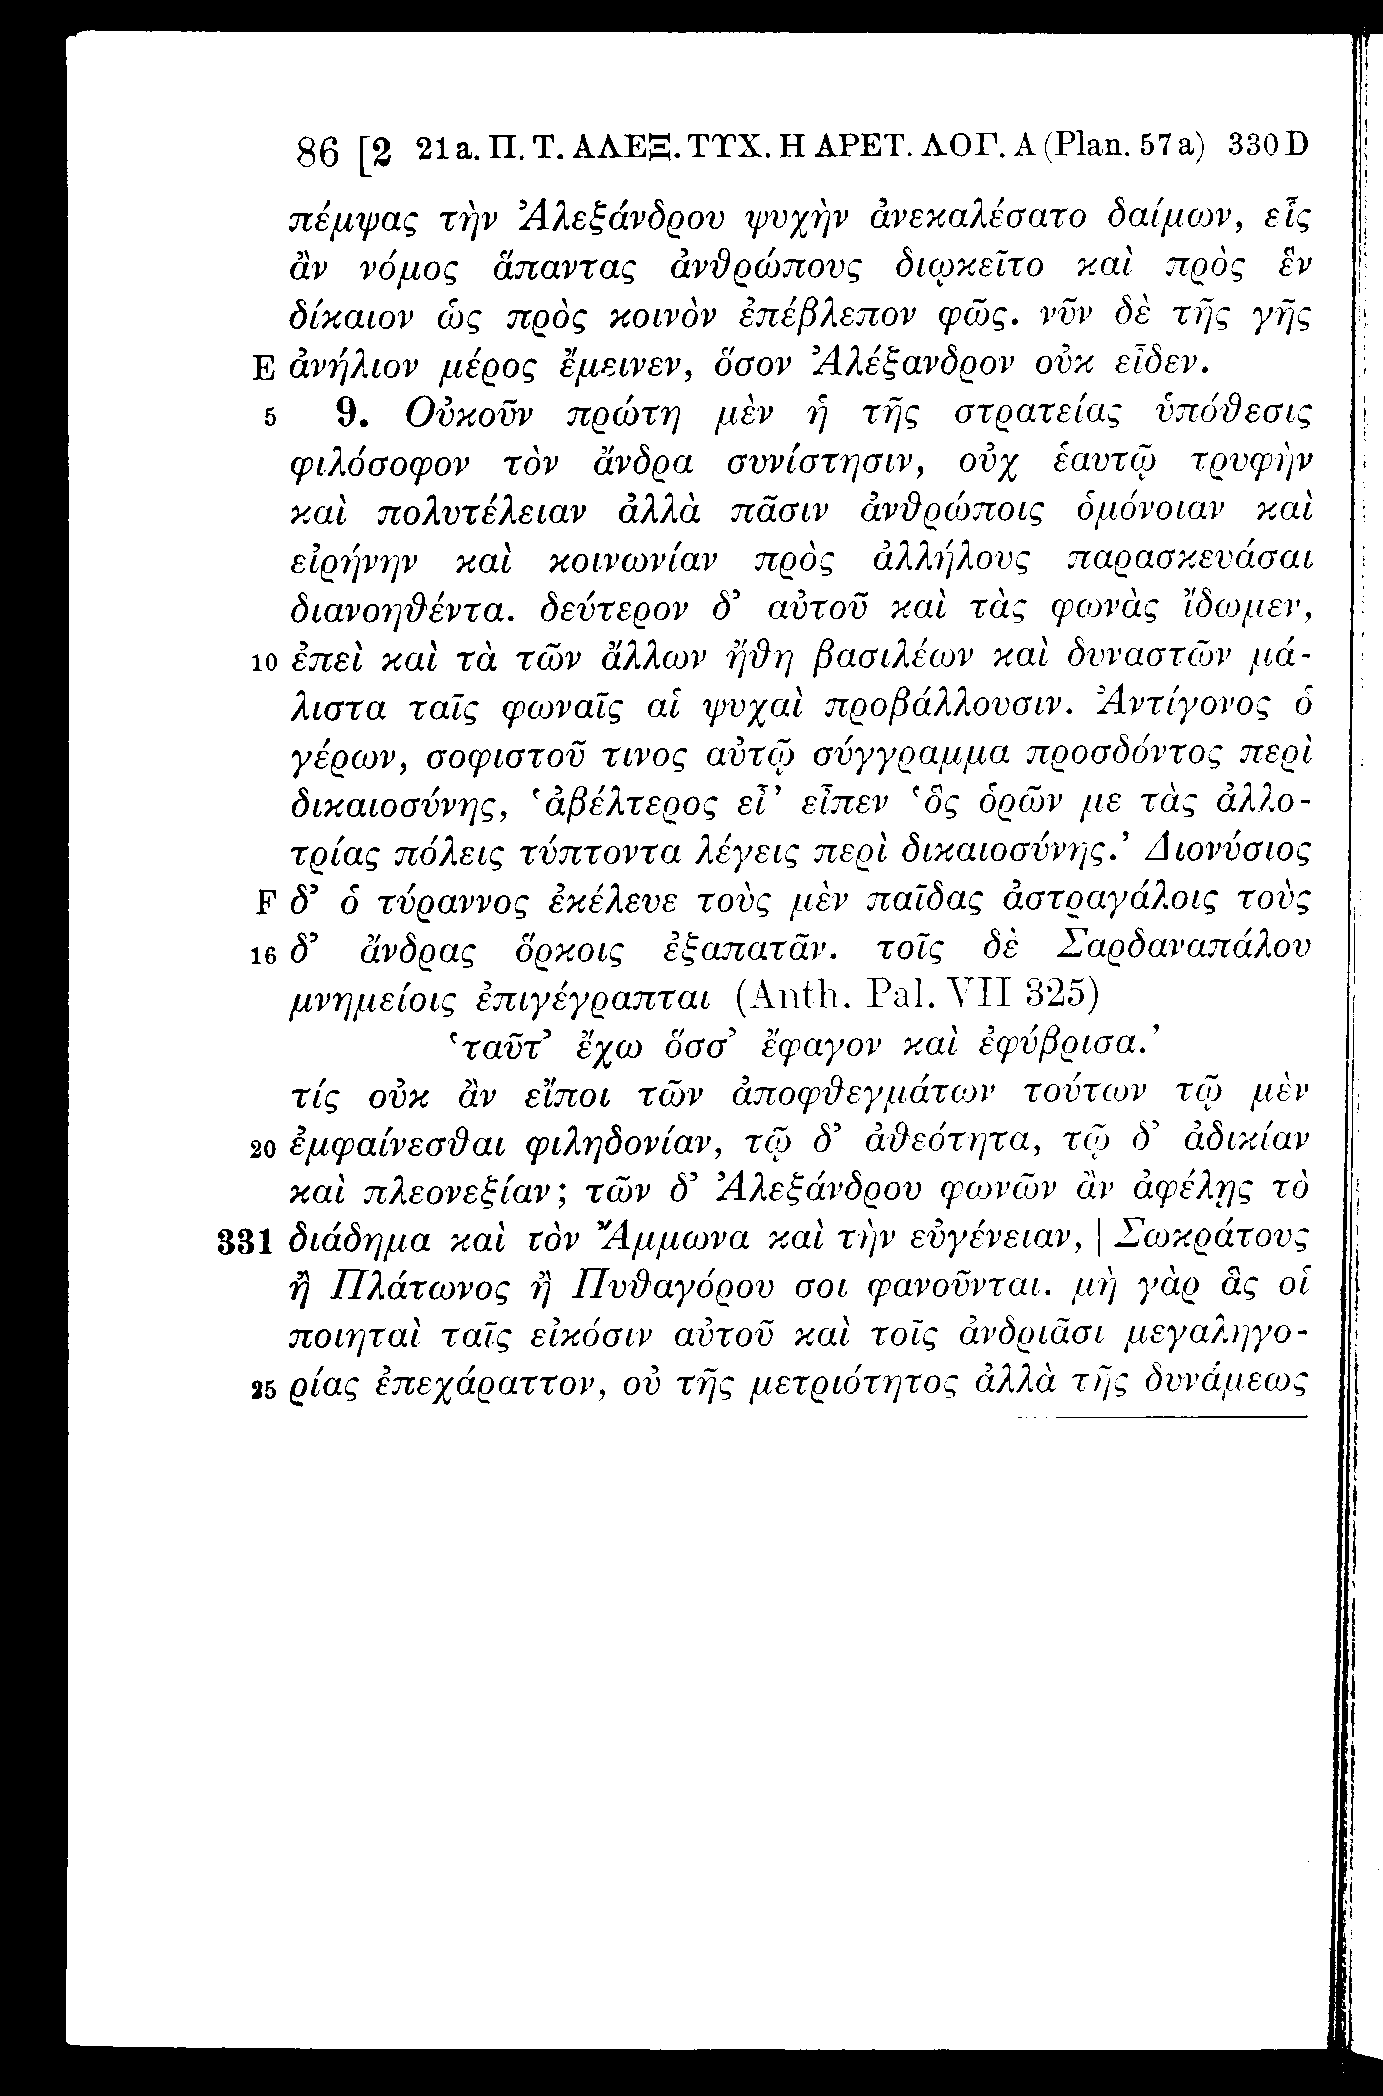 86 [2 21a. Π. Τ. ΑΛΕΞ. ΤΥΧ. Η ΑΡΕΤ. ΛΟΓ. Α (Plan. 57a) 330 D
πέμψας τὴν Ἀλεξάνδρου ψυχὴν ἀνεκαλέσατο δαίμων, εἷς
ἂν νόμος ἅπαντας ἀνθρώπους διῳκεῖτο καὶ πρὸς ἓν
δίκαιον ὡς πρὸς κοινὸν ἐπέβλεπον φῶς. νῦν δὲ τῆς γῆς
E ἀνήλιον μέρος ἔμεινεν, ὅσον Ἀλέξανδρον οὐκ εἶδεν.
5 9. Οὐκοῦν πρώτη μὲν ἡ τῆς στρατείας ὑπόθεσις
φιλόσοφον τὸν ἄνδρα συνίστησιν, οὐχ ἑαυτῷ τρυφὴν
καὶ πολυτέλειαν ἀλλὰ πᾶσιν ἀνθρώποις ὁμόνοιαν καὶ
εἰρήνην καὶ κοινωνίαν πρὸς ἀλλήλους παρασκευάσαι
διανοηθέντα. δεύτερον δ’ αὐτοῦ καὶ τὰς φωνὰς ἴδωμεν,
10 ἐπεὶ καὶ τὰ τῶν ἄλλων ἤθη βασιλέων καὶ δυναστῶν μά-
λιστα ταῖς φωναῖς αἱ ψυχαὶ προβάλλουσιν. Ἀντίγονος ὁ
γέρων, σοφιστοῦ τινος αὐτῷ σύγγραμμα προσδόντος περὶ
δικαιοσύνης, ‘ἀβέλτερος εἶ’ εἶπεν ‘ὃς ὁρῶν με τὰς ἀλλο-
τρίας πόλεις τύπτοντα λέγεις περὶ δικαιοσύνης.’ Διονύσιος
F δ’ ὁ τύραννος ἐκέλευε τοὺς μὲν παῖδας ἀστραγάλοις τοὺς
16 δ’ ἄνδρας ὅρκοις ἐξαπατᾶν. τοῖς δὲ Σαρδαναπάλου
μνημείοις ἐπιγέγραπται (Anth. Pal. VII 325)
‘ταῦτ’ ἔχω ὅσσ’ ἔφαγον καὶ ἐφύβρισα.’
τίς οὐκ ἂν εἴποι τῶν ἀποφθεγμάτων τούτων τῷ μὲν
20 ἐμφαίνεσθαι φιληδονίαν, τῷ δ’ ἀθεότητα, τῷ δ’ ἀδικίαν
καὶ πλεονεξίαν; τῶν δ’ Ἀλεξάνδρου φωνῶν ἂν ἀφέλῃς τὸ
331 διάδημα καὶ τὸν Ἄμμωνα καὶ τὴν εὐγένειαν, | Σωκράτους
ἢ Πλάτωνος ἢ Πυθαγόρου σοι φανοῦνται. μὴ γὰρ ἃς οἱ
ποιηταὶ ταῖς εἰκόσιν αὐτοῦ καὶ τοῖς ἀνδριᾶσι μεγαληγο-
25 ρίας ἐπεχάραττον, οὐ τῆς μετριότητος ἀλλὰ τῆς δυνάμεως